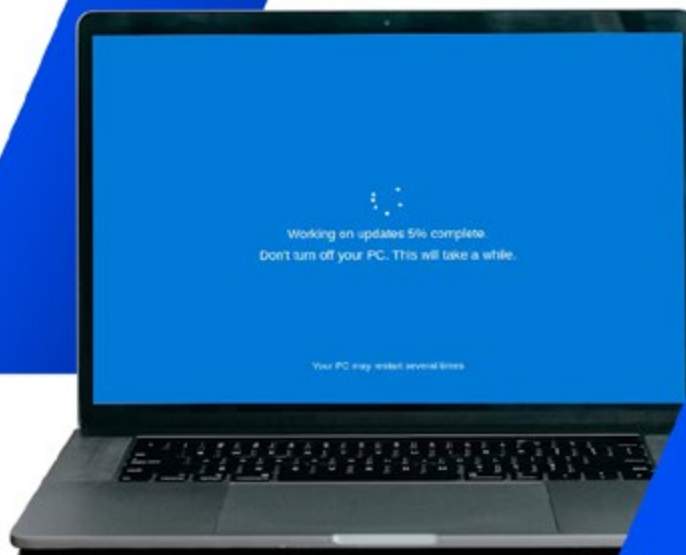 Working on updates 5% complete.
Don't turn off your PC. This will take a while.
Your PC may restart several times